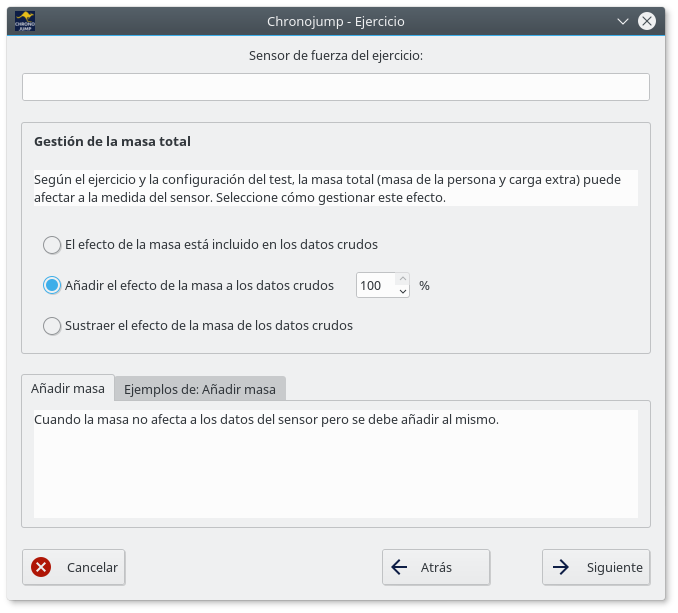 CHRONO
JUMP
Chronojump - Ejercicio
Sensor de fuerza del ejercicio:
Gestión de la masa total
Según el ejercicio y la configuración del test, la masa total (masa de la persona y carga extra) puede
afectar a la medida del sensor. Seleccione cómo gestionar este efecto.
El efecto de la masa está incluido en los datos crudos
Añadir el efecto de la masa a los datos crudos 100 %
Sustraer el efecto de la masa de los datos crudos
Añadir masa Ejemplos de: Añadir masa
Cuando la masa no afecta a los datos del sensor pero se debe añadir al mismo.
Cancelar Atrás Siguiente